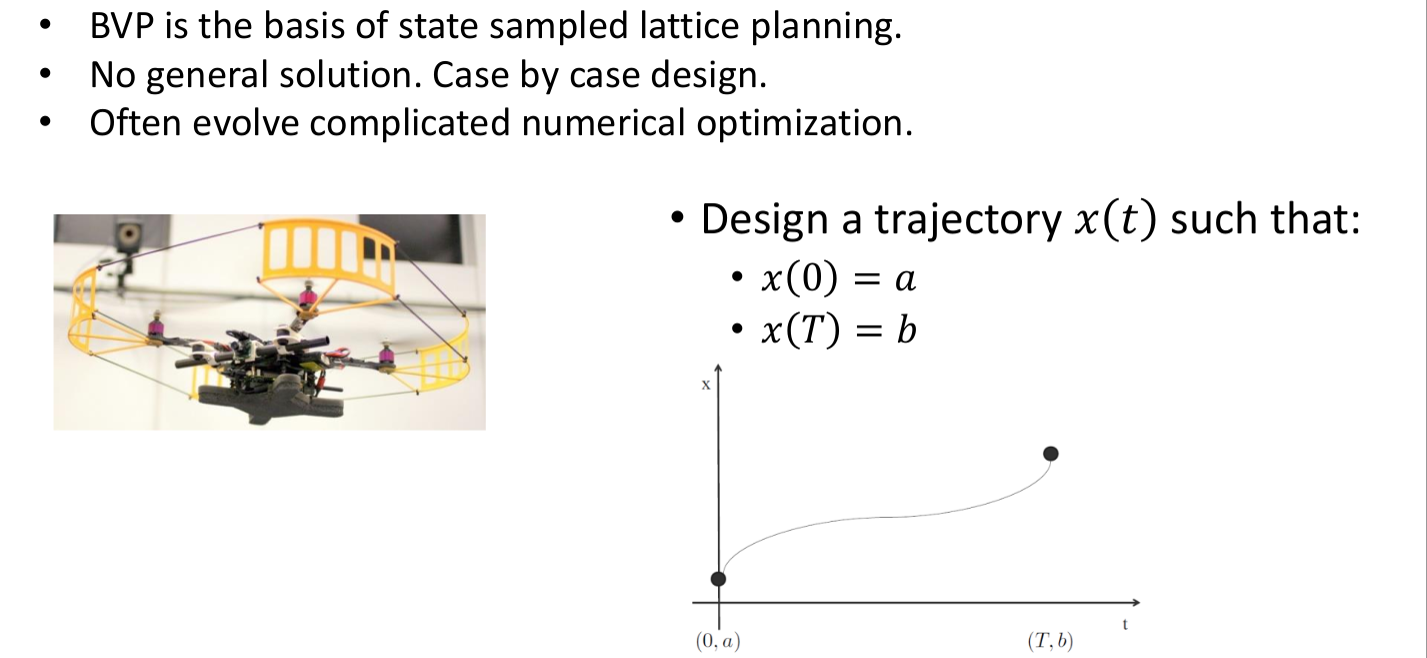 • BVP is the basis of state sampled lattice planning.
• No general solution. Case by case design.
• Often evolve complicated numerical optimization.
• Design a trajectory x(t) such that:
• x(0) = a
• x(T) = b
x
t
(0, a)
(T, b)